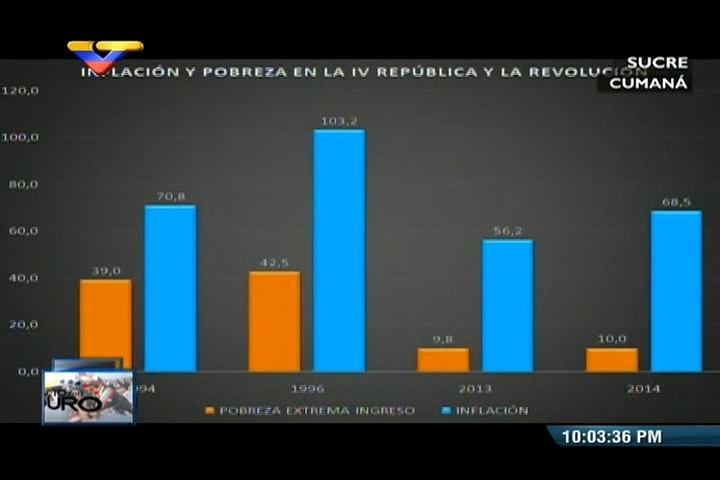 INFLACIÓN Y POBREZA EN LA IV REPÚBLICA Y LA REVOLUCIÓN
SUCRE
CUMANÁ
120,0
100,0
80,0
60,0
40,0
20,0
0,0
39,0
70,8
42,5
103,2
9,8
56,2
10,0
68,5
994
1996
2013
2014
POBREZA EXTREMA INGRESO
INFLACIÓN
URO
10:03:36 PM